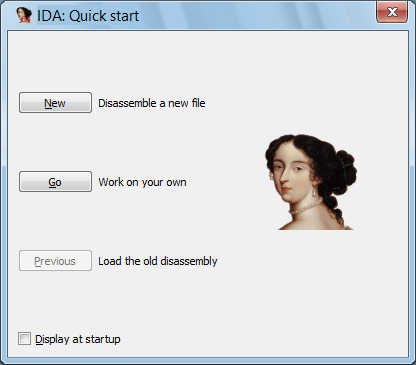 IDA: Quick start
New Disassemble a new file
Go Work on your own
Previous Load the old disassembly
Display at startup